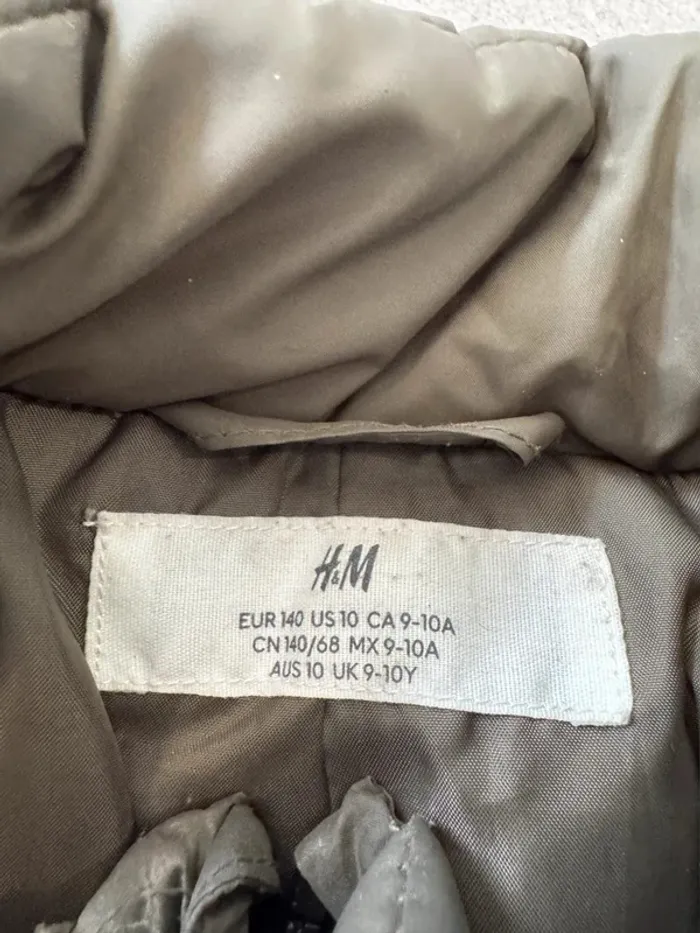 H&M
EUR 140 US 10 CA 9-10A
CN 140/68 MX 9-10A
AUS 10 UK 9-10Y